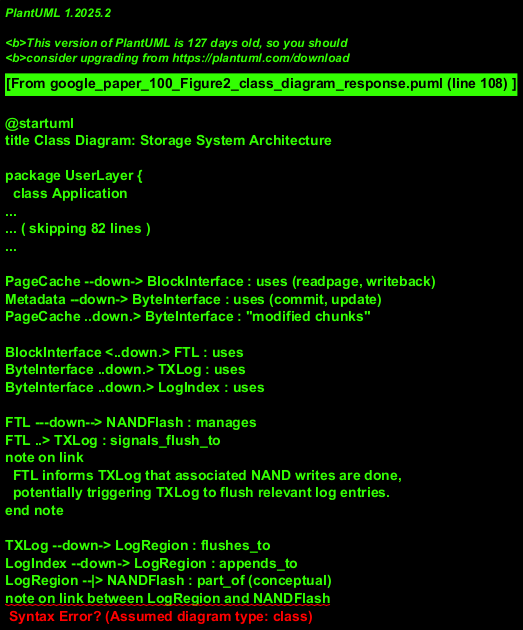 PlantUML 1.2025.2
<b>This version of PlantUML is 127 days old, so you should
<b>consider upgrading from https://plantuml.com/download
[From google_paper_100_Figure2_class_diagram_response.puml (line 108) ]
@startuml
title Class Diagram: Storage System Architecture
package UserLayer {
class Application
...
... ( skipping 82 lines )
...
PageCache --down-> BlockInterface : uses (readpage, writeback)
Metadata --down-> ByteInterface : uses (commit, update)
PageCache ..down.> ByteInterface : "modified chunks"
BlockInterface <..down.> FTL : uses
ByteInterface ..down.> TXLog : uses
ByteInterface ..down.> LogIndex : uses
FTL ---down--> NANDFlash : manages
FTL ..> TXLog : signals_flush_to
note on link
FTL informs TXLog that associated NAND writes are done,
potentially triggering TXLog to flush relevant log entries.
end note
TXLog --down-> LogRegion : flushes_to
LogIndex --down-> LogRegion : appends_to
LogRegion --|> NANDFlash : part_of (conceptual)
note on link between LogRegion and NANDFlash
Syntax Error? (Assumed diagram type: class)